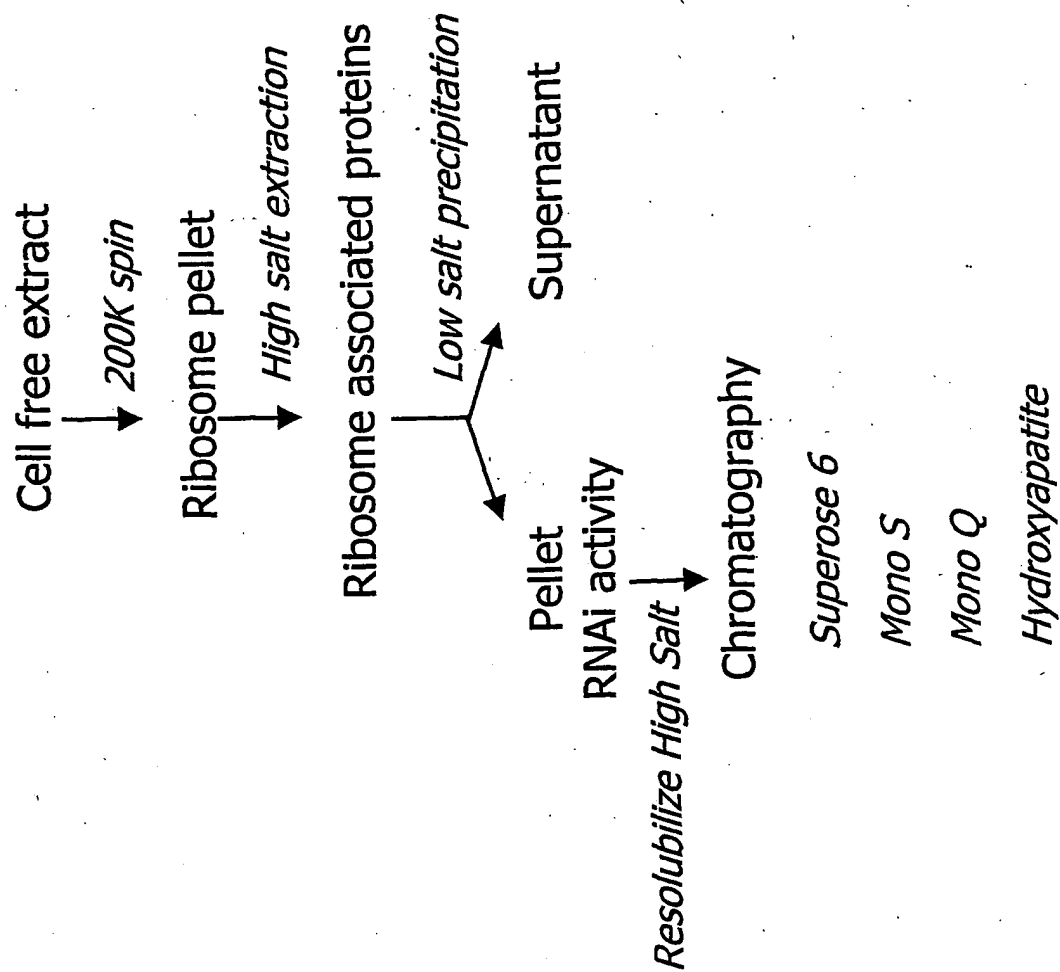 Cell free extract
200K spin
Ribosome pellet
High salt extraction
Ribosome associated proteins
Low salt precipitation
Pellet
RNAi activity
Supernatant
Resolubilize High Salt
Chromatography
Superose 6
Mono S
Mono Q
Hydroxyapatite